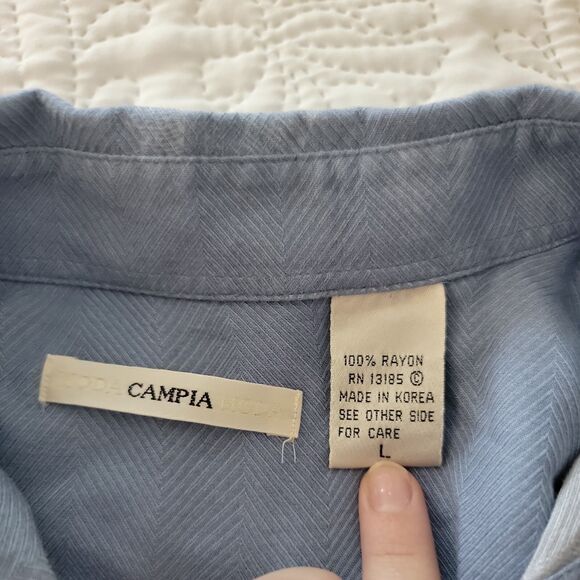 CAMPIA
100% RAYON
RN 13185 ©
MADE IN KOREA
SEE OTHER SIDE
FOR CARE
L